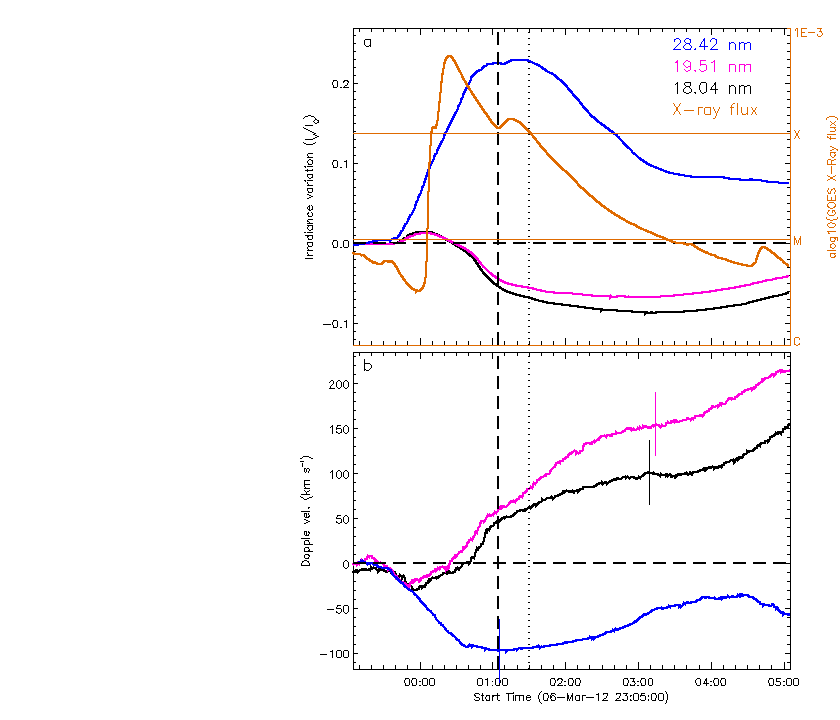 a
28.42 nm
19.51 nm
18.04 nm
X-ray flux
Irradiance variation (Iᵥ/I₀)
0.2
0.1
0.0
-0.1
1E-3
X
M
C
alog10(GOES X-Ray flux)
b
Dopple vel. (km s⁻¹)
200
150
100
50
0
-50
-100
00:00 01:00 02:00 03:00 04:00 05:00
Start Time (06-Mar-12 23:05:00)